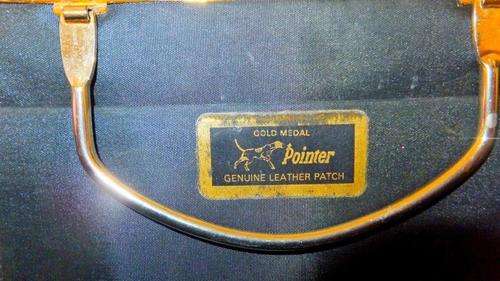 GOLD MEDAL
Pointer
GENUINE LEATHER PATCH